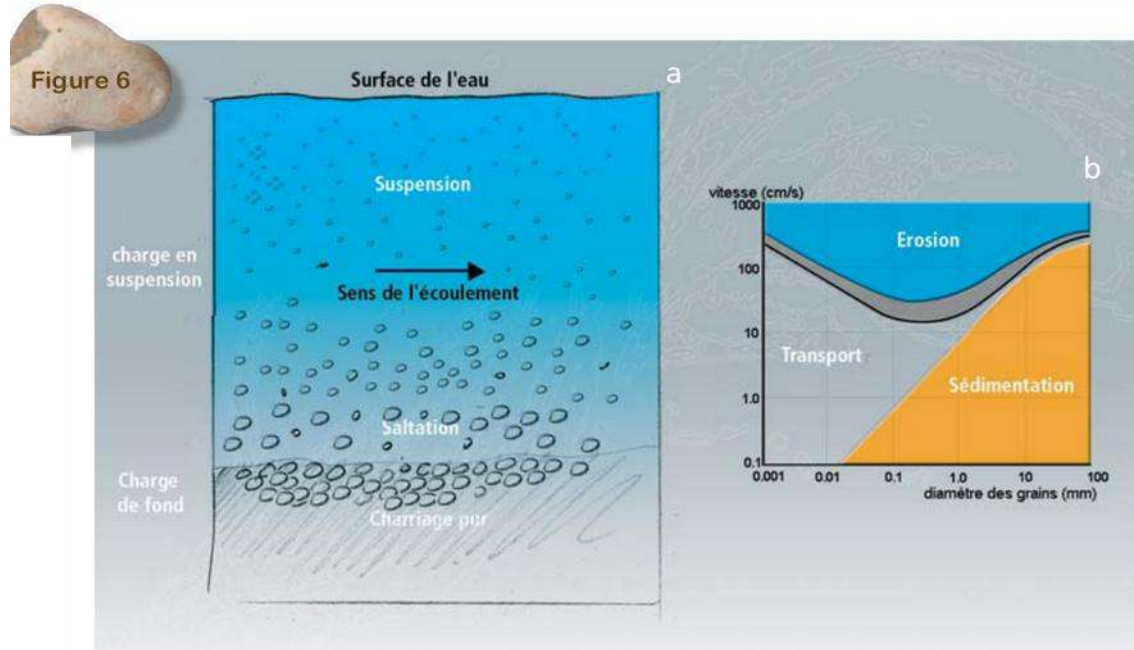 Figure 6
Surface de l'eau
a
Suspension
charge en
suspension
Sens de l'écoulement
Saltation
Charge
de fond
Charriage pur
b
vitesse (cm/s)
1000
100
10
1.0
0.1
Erosion
Transport
Sédimentation
0.001
0.01
0.1
1.0
10
100
diamètre des grains (mm)